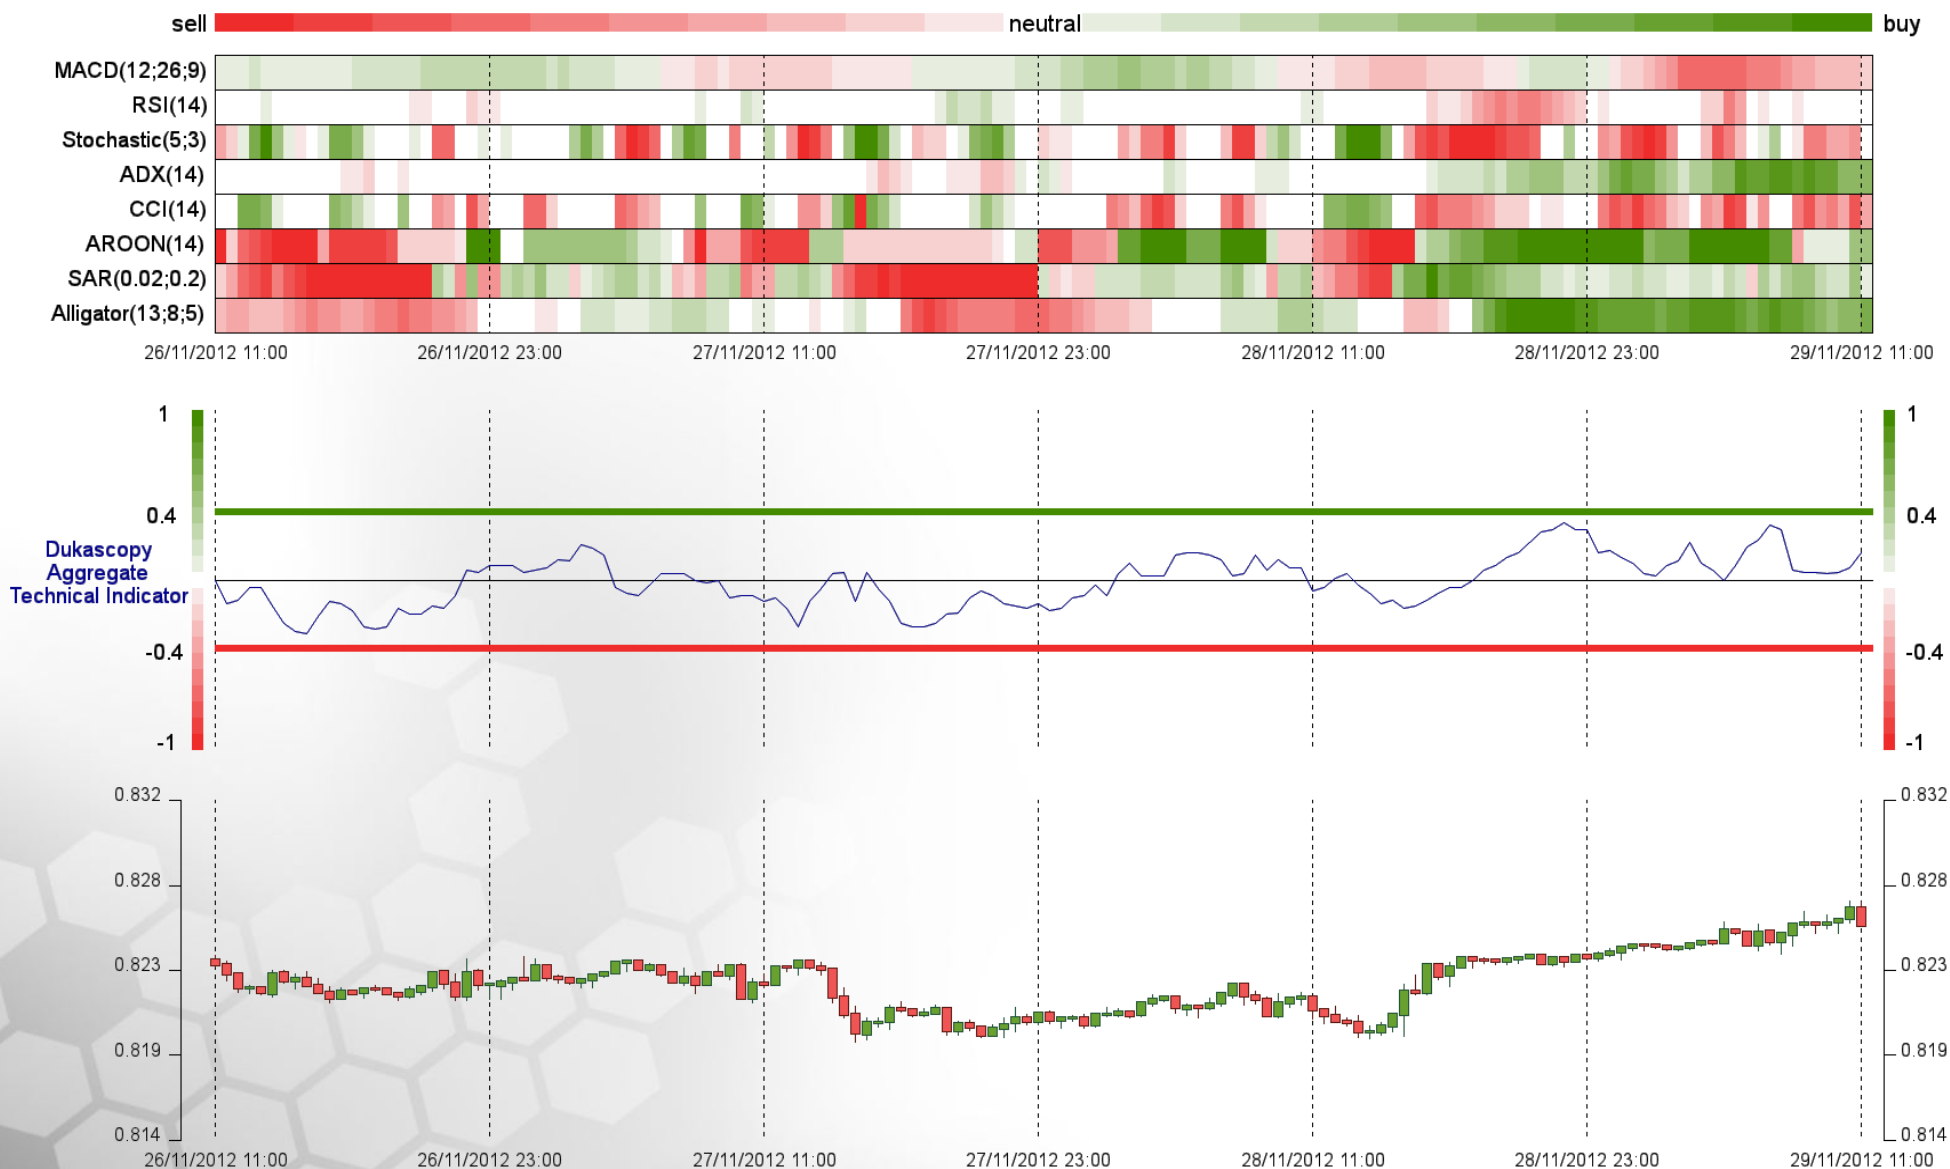 sell neutral buy
MACD(12;26;9)
RSI(14)
Stochastic(5;3)
ADX(14)
CCI(14)
AROON(14)
SAR(0.02;0.2)
Alligator(13;8;5)
26/11/2012 11:00 26/11/2012 23:00 27/11/2012 11:00 27/11/2012 23:00 28/11/2012 11:00 28/11/2012 23:00 29/11/2012 11:00
1 1
0.4 0.4
Dukascopy
Aggregate
Technical Indicator
-0.4 -0.4
-1 -1
0.832 0.832
0.828 0.828
0.823 0.823
0.819 0.819
0.814 0.814
26/11/2012 11:00 26/11/2012 23:00 27/11/2012 11:00 27/11/2012 23:00 28/11/2012 11:00 28/11/2012 23:00 29/11/2012 11:00